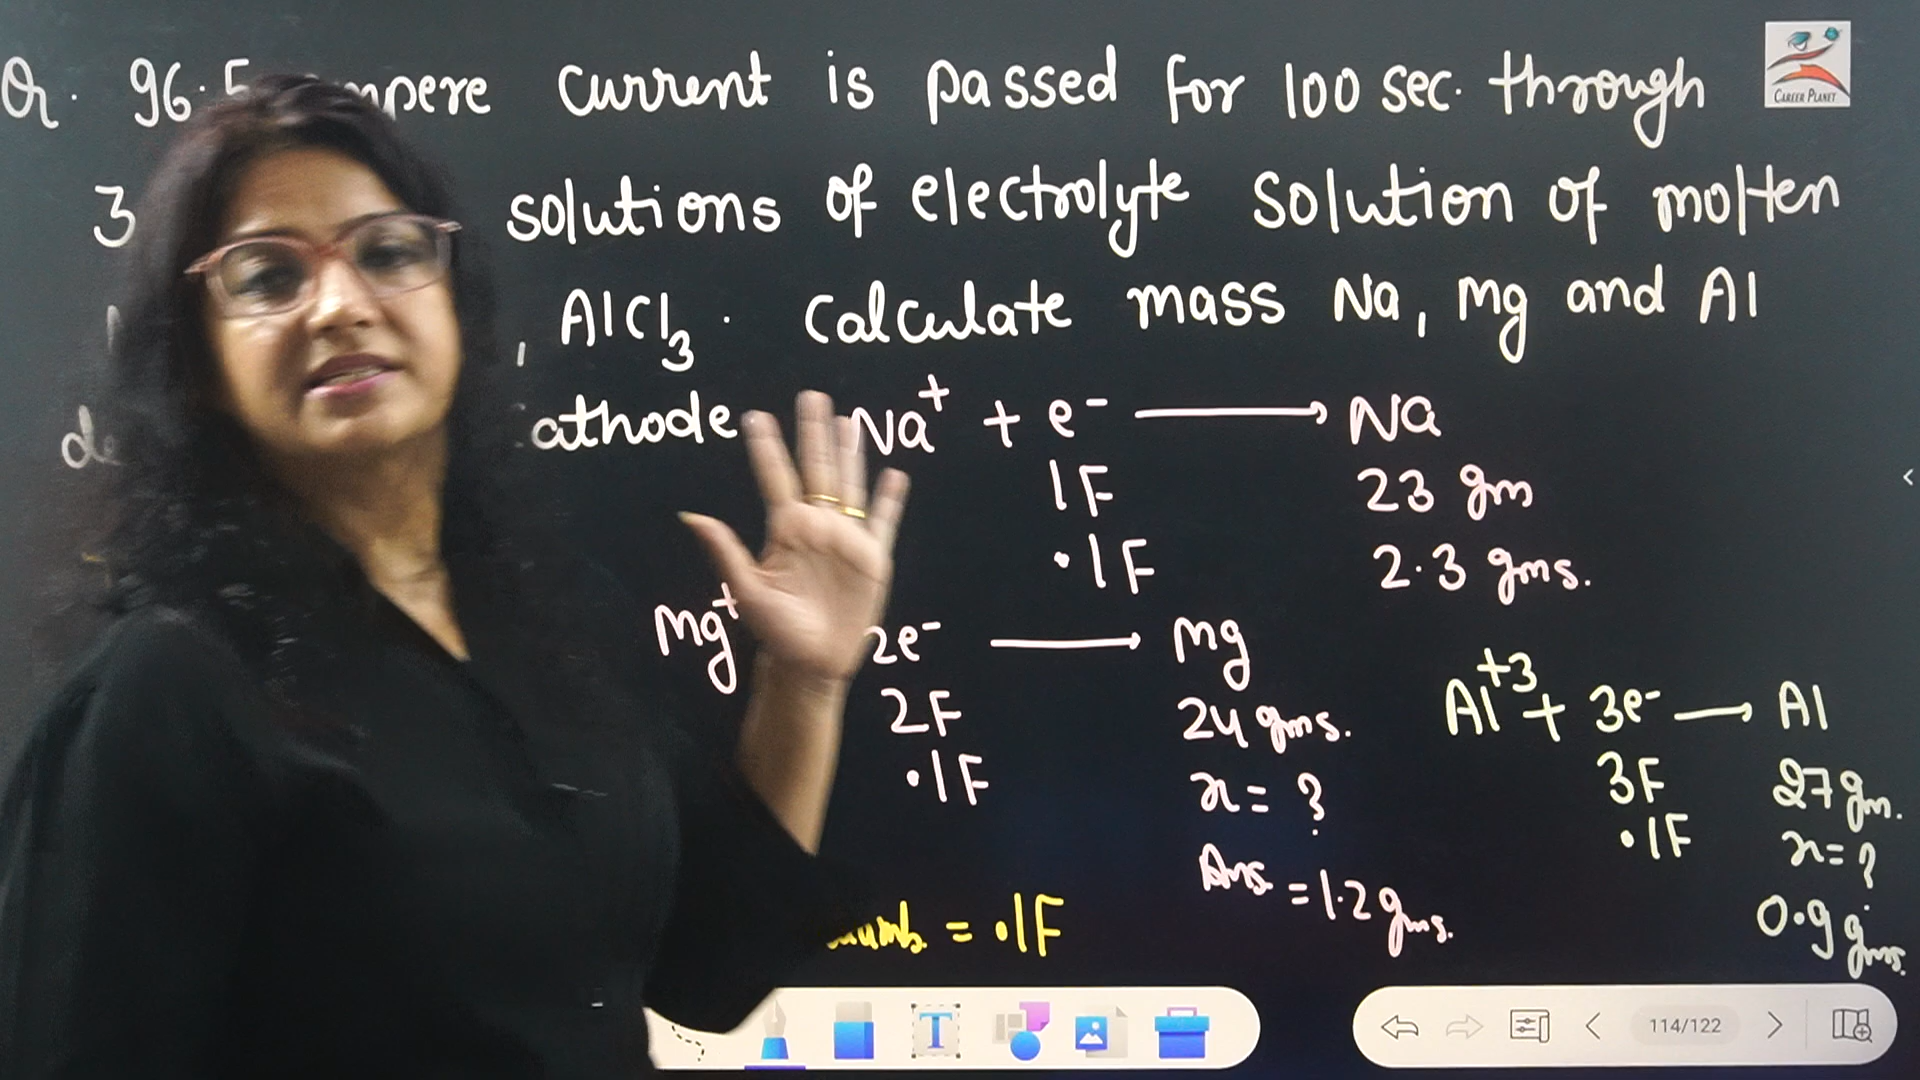 Q. 96.5 ampere current is passed for 100 sec. through
3 solutions of electrolyte solution of molten
, AlCl3. Calculate mass Na, Mg and Al
de cathode
Na+ + e- → Na
1F 23 gm
.1F 2.3 gms.
Mg+ 2e- → Mg
2F 24 gms.
.1F x = ?
Ans. = 1.2 gms.
Al+3 + 3e- → Al
3F 27 gm.
.1F x = ?
0.9 gms.
= .1F
CAREER PLANET
T
114/122